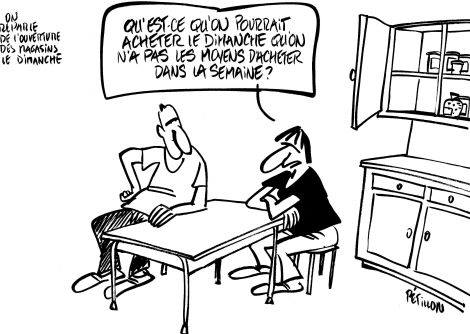 ON
REPARLE
DE L'OUVERTURE
DES MAGASINS
LE DIMANCHE
QU'EST-CE QU'ON POURRAIT
ACHETER LE DIMANCHE QU'ON
N'A PAS LES MOYENS D'ACHETER
DANS LA SEMAINE ?
PÉTILLON